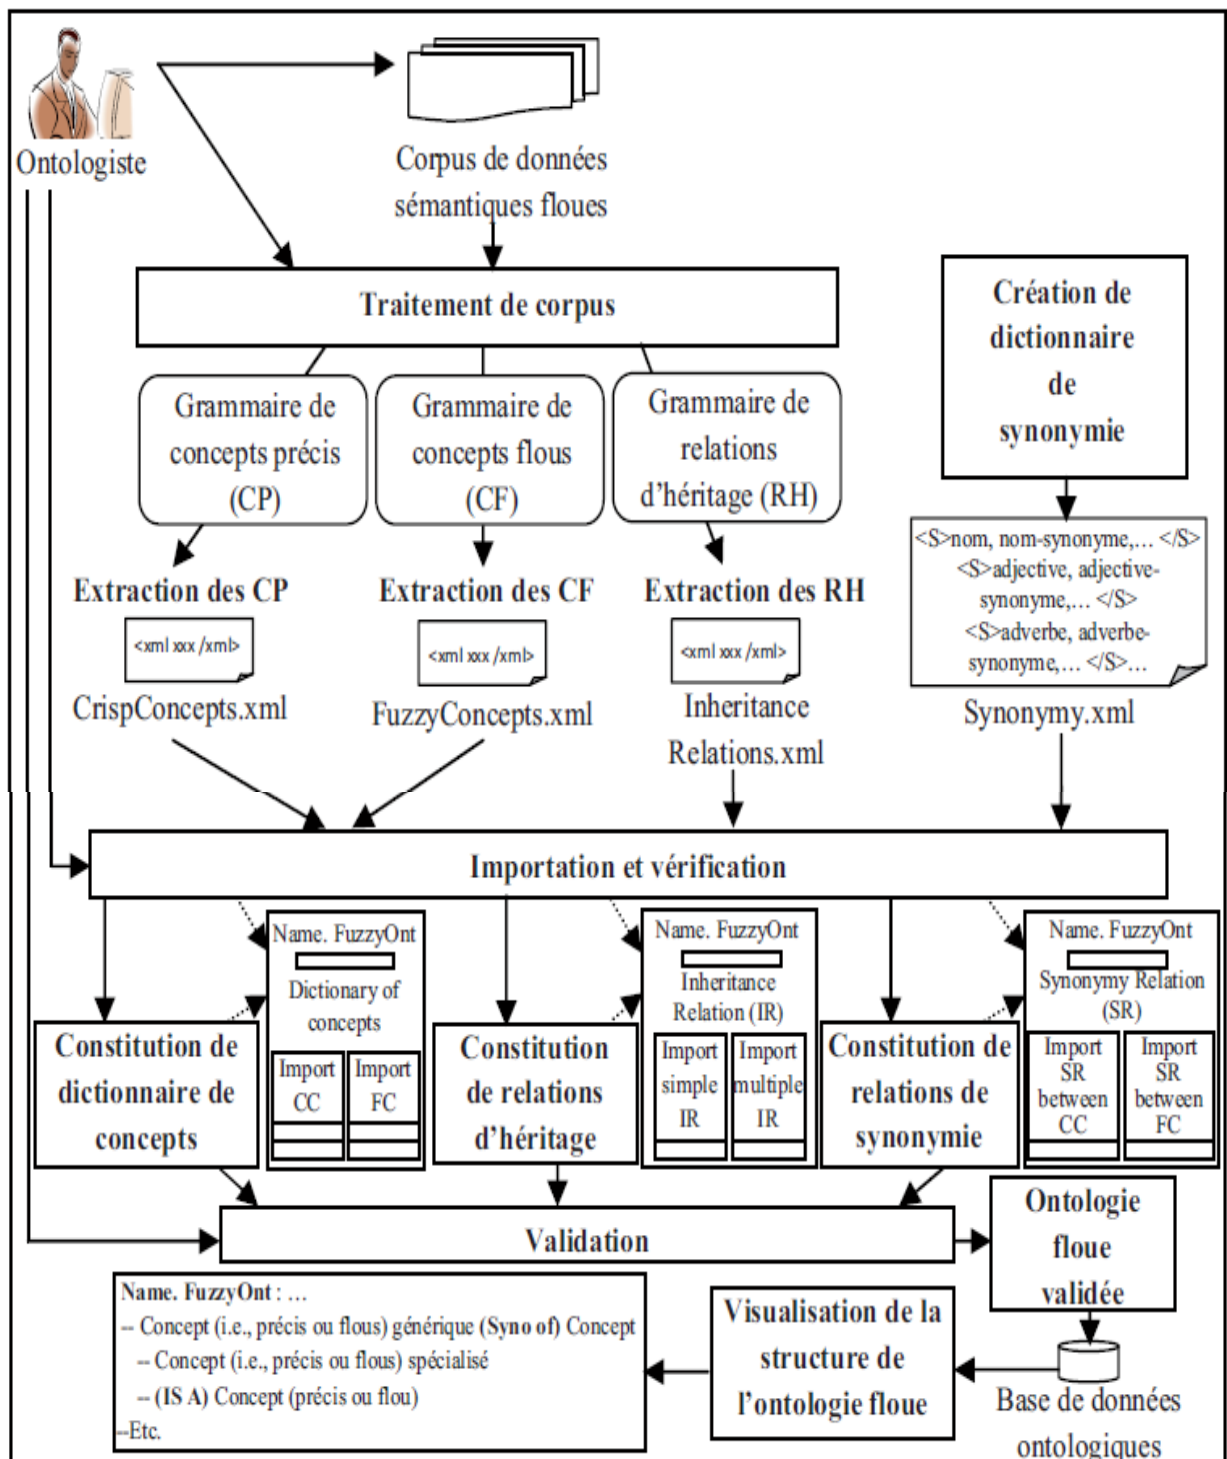 Ontologiste
Corpus de données
sémantiques floues
Traitement de corpus
Création de
dictionnaire
de
synonymie
Grammaire de
concepts précis
(CP)
Grammaire de
concepts flous
(CF)
Grammaire de
relations
d'héritage (RH)
<S>nom, nom-synonyme,… </S>
<S>adjective, adjective-
synonyme,… </S>
<S>adverbe, adverbe-
synonyme,… </S>…
Synonymy.xml
Extraction des CP
<xml xxx /xml>
CrispConcepts.xml
Extraction des CF
<xml xxx /xml>
FuzzyConcepts.xml
Extraction des RH
<xml xxx /xml>
Inheritance
Relations.xml
Importation et vérification
Constitution de
dictionnaire de
concepts
Name. FuzzyOnt
Dictionary of
concepts
Import
CC
Import
FC
Constitution
de relations
d'héritage
Name. FuzzyOnt
Inheritance
Relation (IR)
Import
simple
IR
Import
multiple
IR
Constitution de
relations de
synonymie
Name. FuzzyOnt
Synonymy Relation
(SR)
Import
SR
between
CC
Import
SR
between
FC
Validation
Ontologie
floue
validée
Base de données
ontologiques
Visualisation de la
structure de
l'ontologie floue
Name. FuzzyOnt : …
-- Concept (i.e., précis ou flous) générique (Syno of) Concept
-- Concept (i.e., précis ou flous) spécialisé
-- (IS A) Concept (précis ou flou)
--Etc.